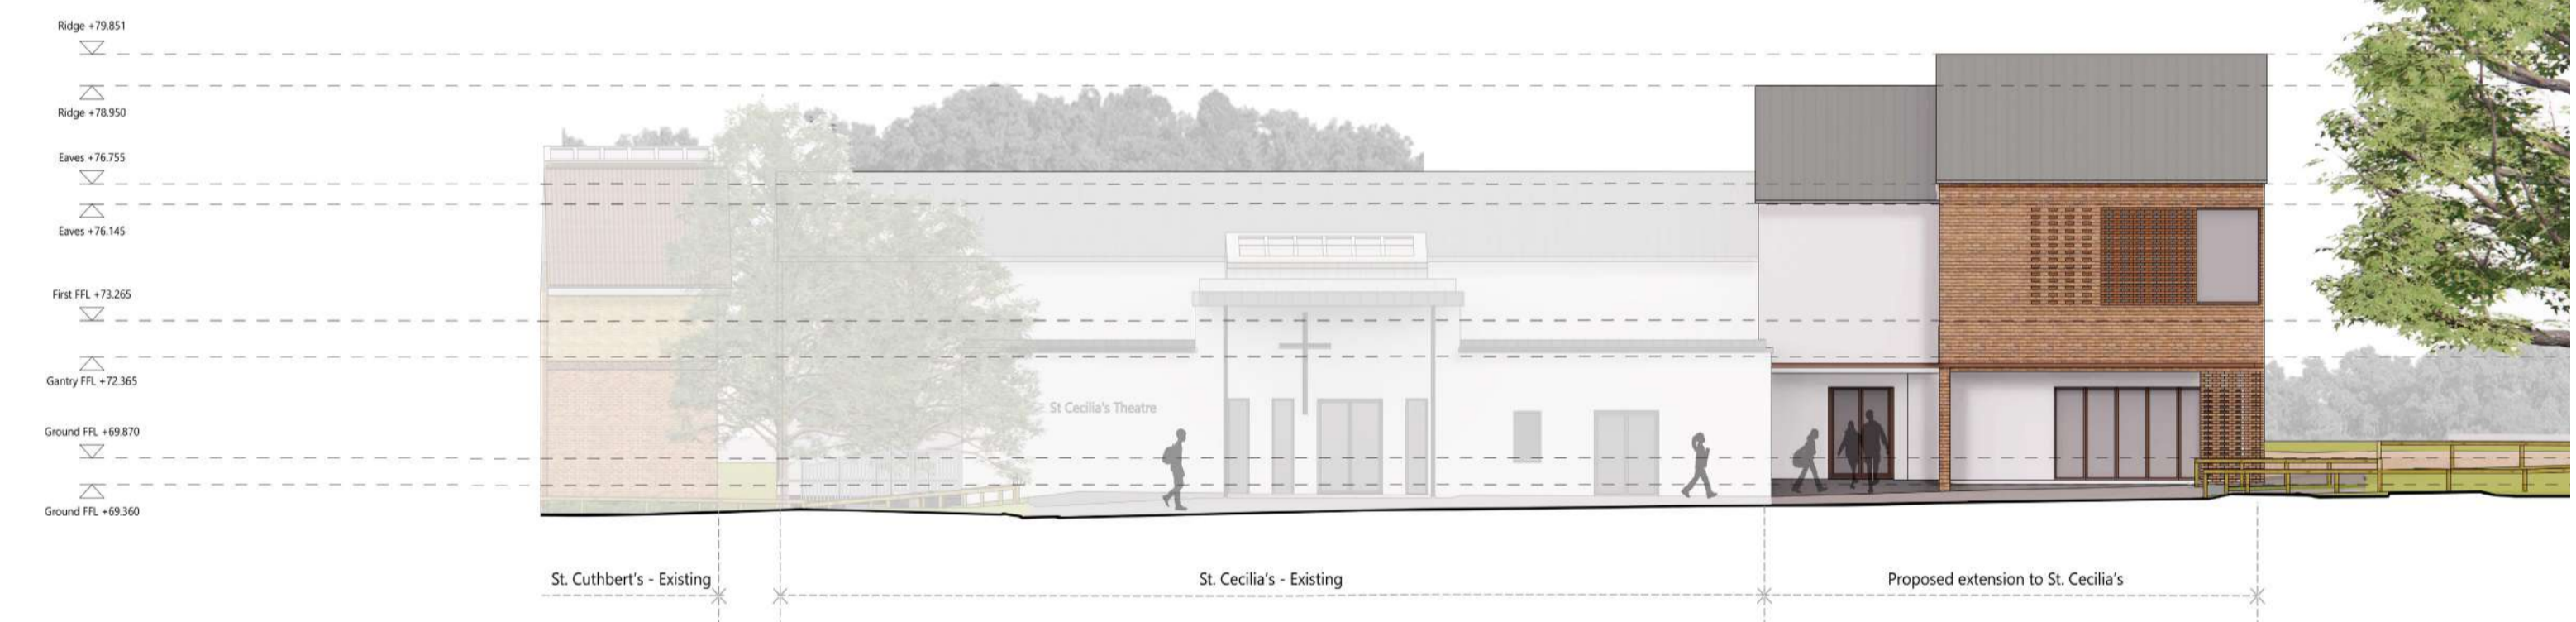 Ridge +79.851
Ridge +78.950
Eaves +76.755
Eaves +76.145
First FFL +73.265
Gantry FFL +72.365
St Cecilia's Theatre
Ground FFL +69.870
Ground FFL +69.360
St. Cuthbert's - Existing
St. Cecilia's - Existing
Proposed extension to St. Cecilia's